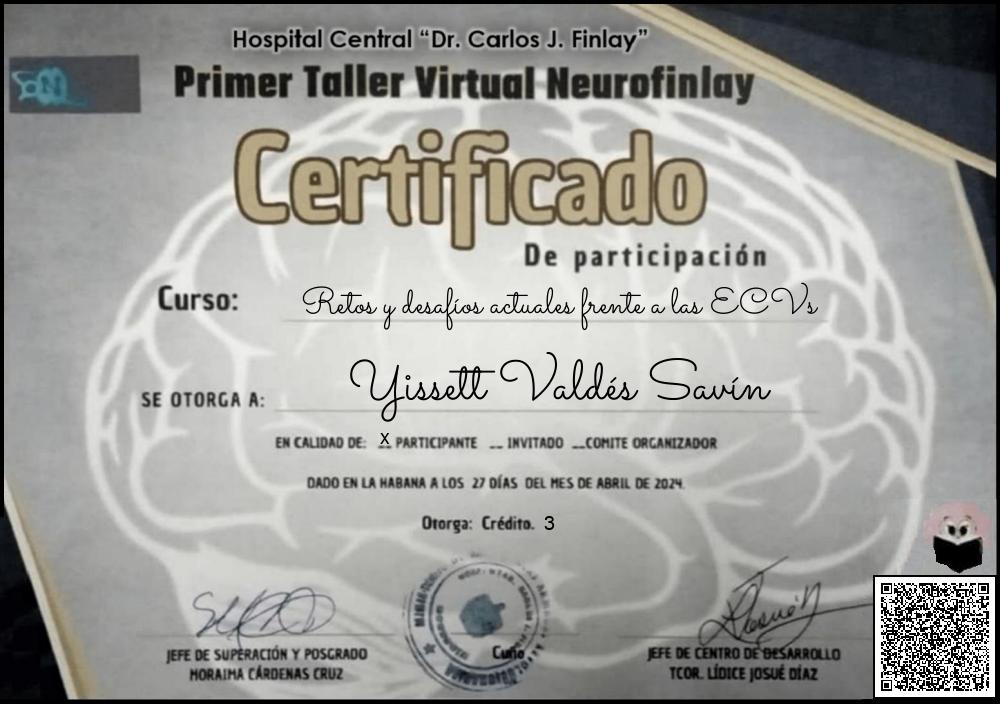 Hospital Central “Dr. Carlos J. Finlay”
Primer Taller Virtual Neurofinlay
Certificado
De participación
Curso: Retos y desafíos actuales frente a las ECVs
SE OTORGA A: Yissett Valdés Savín
EN CALIDAD DE: X PARTICIPANTE __ INVITADO __COMITE ORGANIZADOR
DADO EN LA HABANA A LOS 27 DÍAS DEL MES DE ABRIL DE 2024.
Otorga: Crédito. 3
Cuño
JEFE DE SUPERACIÓN Y POSGRADO
MORAIMA CÁRDENAS CRUZ
JEFE DE CENTRO DE DESARROLLO
TCOR. LÍDICE JOSUÉ DÍAZ